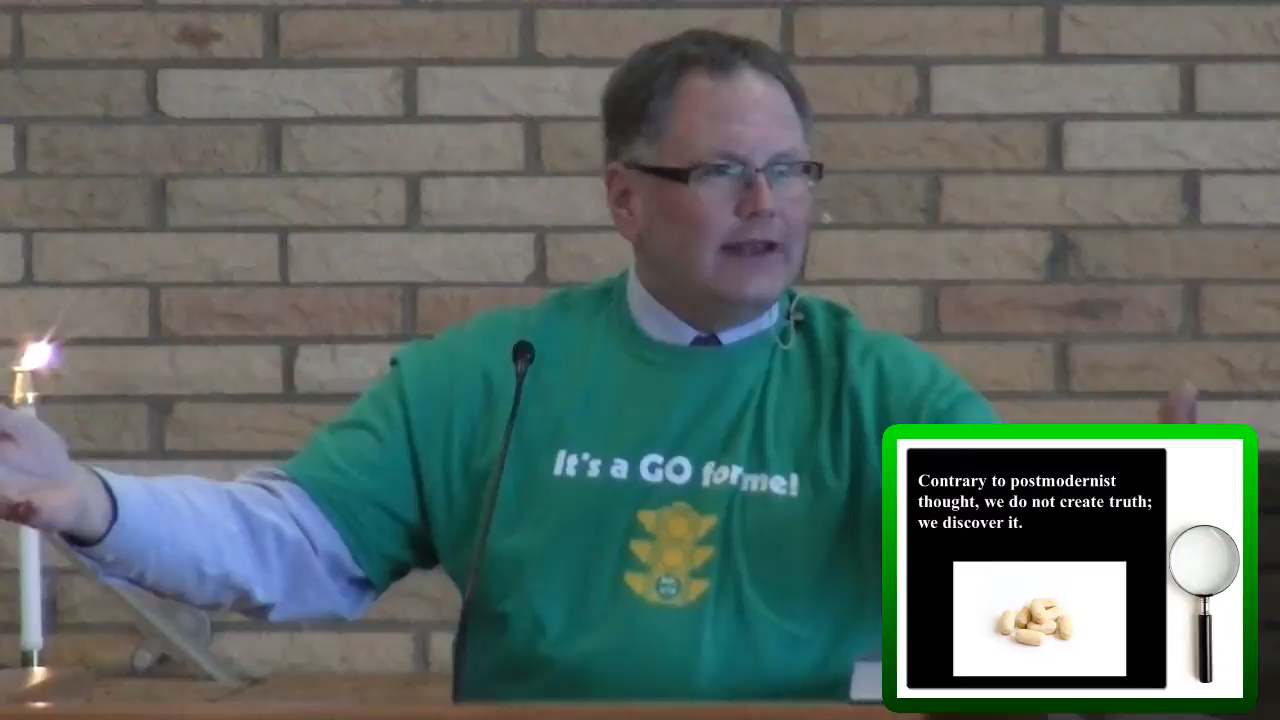 It's a GO for me!
Contrary to postmodernist
thought, we do not create truth;
we discover it.